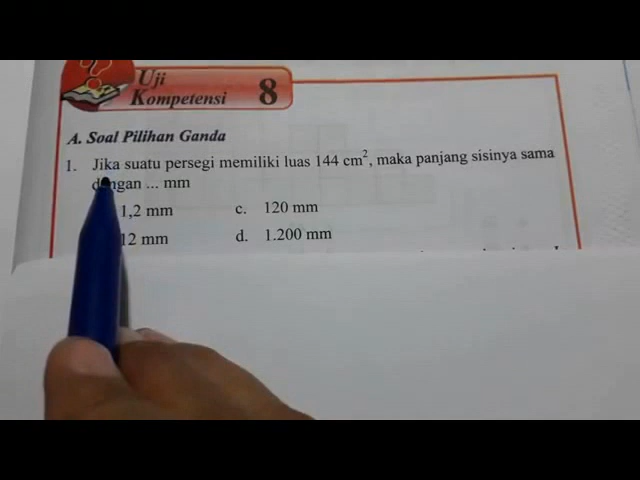 Uji
Kompetensi 8
A. Soal Pilihan Ganda
1. Jika suatu persegi memiliki luas 144 cm², maka panjang sisinya sama
dengan ... mm
1,2 mm c. 120 mm
12 mm d. 1.200 mm